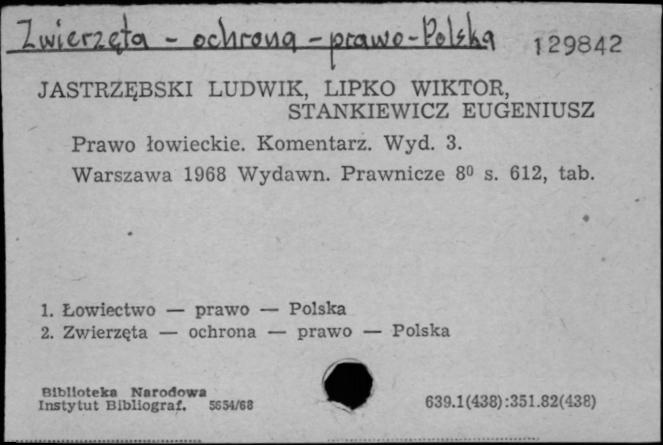 Zwierzęta - ochrona - prawo - Polska 129842
JASTRZĘBSKI LUDWIK, LIPKO WIKTOR,
STANKIEWICZ EUGENIUSZ
Prawo łowieckie. Komentarz. Wyd. 3.
Warszawa 1968 Wydawn. Prawnicze 8⁰ s. 612, tab.
1. Łowiectwo — prawo — Polska
2. Zwierzęta — ochrona — prawo — Polska
Biblioteka Narodowa
Instytut Bibliograf. 5654/68 639.1(438):351.82(438)